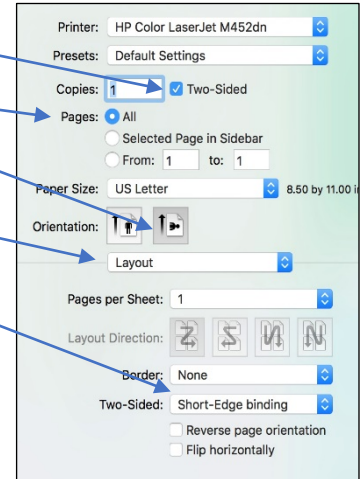 Printer: HP Color LaserJet M452dn
Presets: Default Settings
Copies: 1 Two-Sided
Pages: All
Selected Page in Sidebar
From: 1 to: 1
Paper Size: US Letter 8.50 by 11.00 i
Orientation:
Layout
Pages per Sheet: 1
Layout Direction:
Border: None
Two-Sided: Short-Edge binding
Reverse page orientation
Flip horizontally